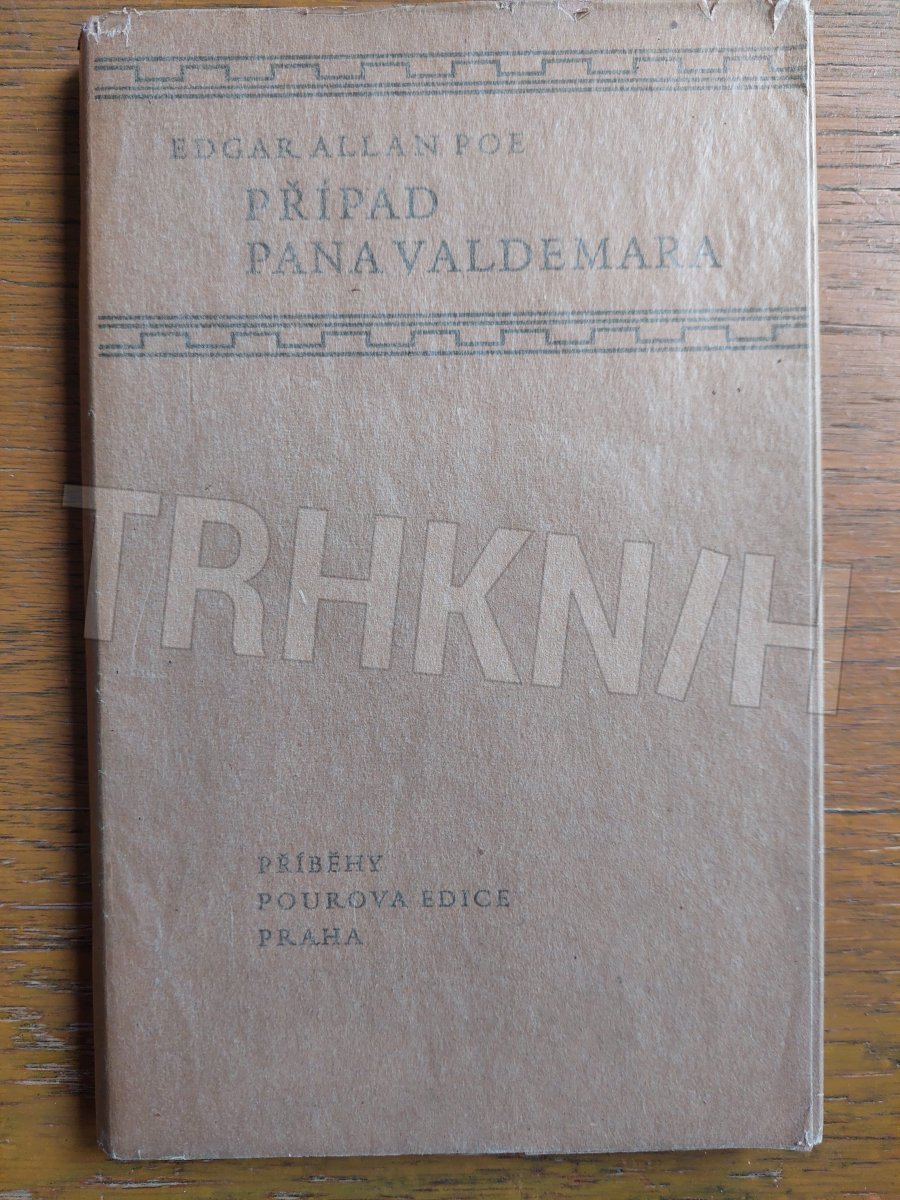 EDGAR ALLAN POE
PŘÍPAD
PANA VALDEMARA
TRHKNIH
PŘÍBĚHY
POUROVA EDICE
PRAHA